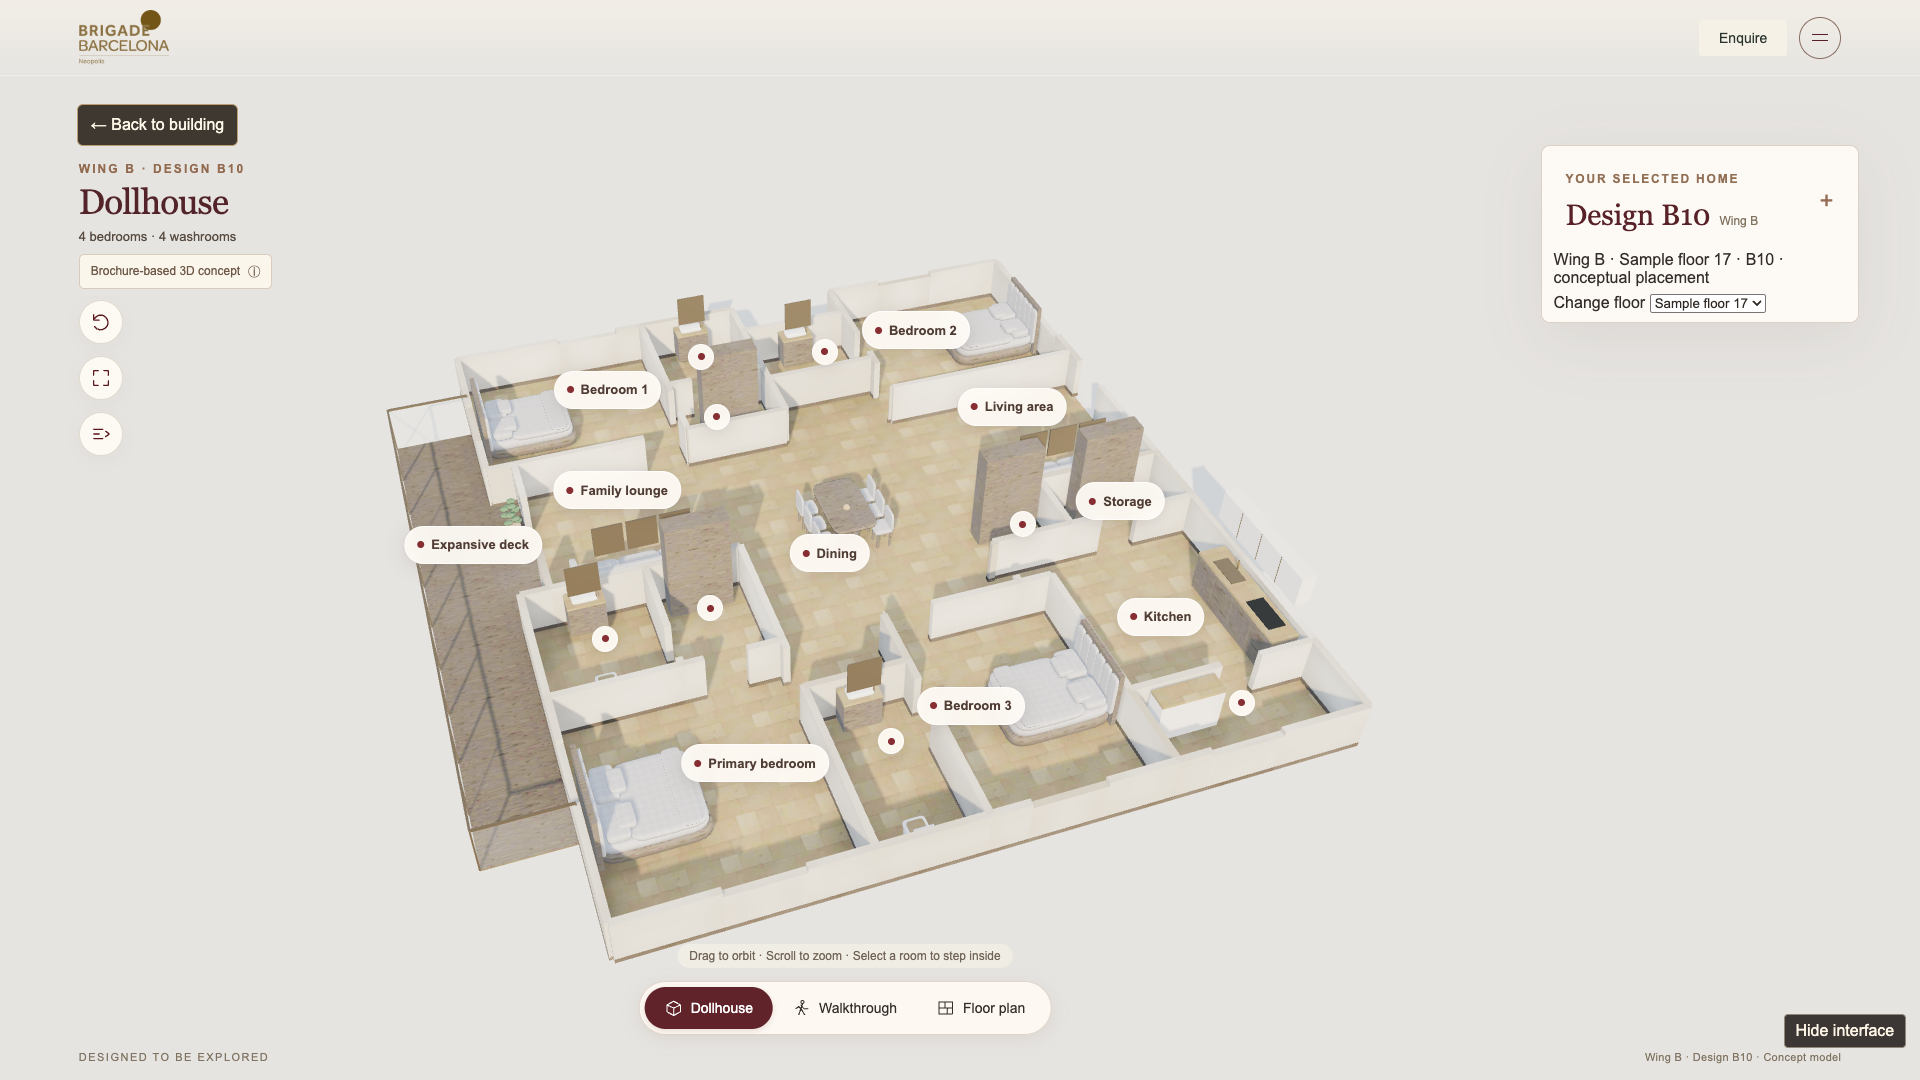 BRIGADE
BARCELONA
Neopolis
Enquire
← Back to building
WING B · DESIGN B10
Dollhouse
4 bedrooms · 4 washrooms
Brochure-based 3D concept ⓘ
YOUR SELECTED HOME
+
Design B10 Wing B
Wing B · Sample floor 17 · B10 ·
conceptual placement
Change floor Sample floor 17
Bedroom 2
Bedroom 1
Living area
Family lounge
Storage
Expansive deck
Dining
Kitchen
Bedroom 3
Primary bedroom
Drag to orbit · Scroll to zoom · Select a room to step inside
Dollhouse
Walkthrough
Floor plan
Hide interface
DESIGNED TO BE EXPLORED
Wing B · Design B10 · Concept model